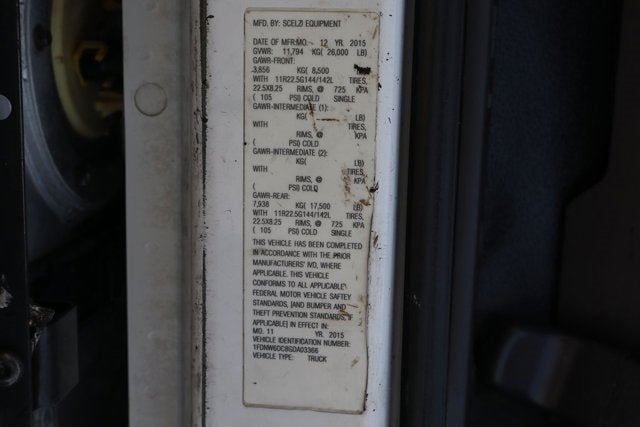 MFD. BY: SCELZI EQUIPMENT
DATE OF MFR:MO. 12 YR. 2015
GVWR: 11,794 KG( 26,000 LB)
GAWR-FRONT:
3,856 KG( 8,500 LB)
WITH 11R22.5G144/142L TIRES,
22.5X8.25 RIMS, @ 725 KPA
( 105 PSI) COLD SINGLE
GAWR-INTERMEDIATE (1):
KG( LB)
WITH TIRES,
RIMS, @ KPA
( PSI) COLD
GAWR-INTERMEDIATE (2):
KG( LB)
WITH TIRES,
RIMS, @ KPA
( PSI) COLD
GAWR-REAR:
7,938 KG( 17,500 LB)
WITH 11R22.5G144/142L TIRES,
22.5X8.25 RIMS, @ 725 KPA
( 105 PSI) COLD SINGLE
THIS VEHICLE HAS BEEN COMPLETED
IN ACCORDANCE WITH THE PRIOR
MANUFACTURERS' IVD, WHERE
APPLICABLE. THIS VEHICLE
CONFORMS TO ALL APPLICABLE
FEDERAL MOTOR VEHICLE SAFTEY
STANDARDS, [AND BUMPER AND
THEFT PREVENTION STANDARDS, IF
APPLICABLE] IN EFFECT IN:
MO. 11 YR. 2015
VEHICLE IDENTIFICATION NUMBER:
1FDNW6DC8GDA03366
VEHICLE TYPE: TRUCK